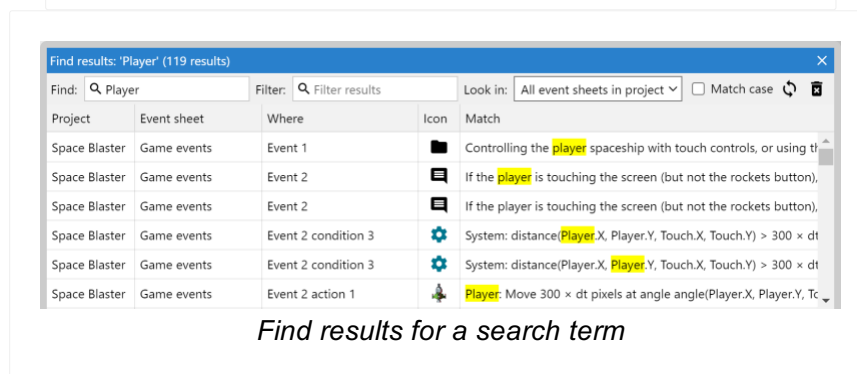 Find results: 'Player' (119 results)
Find: Player Filter: Filter results Look in: All event sheets in project Match case
Project Event sheet Where Icon Match
Space Blaster Game events Event 1 Controlling the player spaceship with touch controls, or using
Space Blaster Game events Event 2 If the player is touching the screen (but not the rockets button),
Space Blaster Game events Event 2 If the player is touching the screen (but not the rockets button),
Space Blaster Game events Event 2 condition 3 System: distance(Player.X, Player.Y, Touch.X, Touch.Y) > 300 × dt
Space Blaster Game events Event 2 condition 3 System: distance(Player.X, Player.Y, Touch.X, Touch.Y) > 300 × dt
Space Blaster Game events Event 2 action 1 Player: Move 300 × dt pixels at angle angle(Player.X, Player.Y,
Find results for a search term